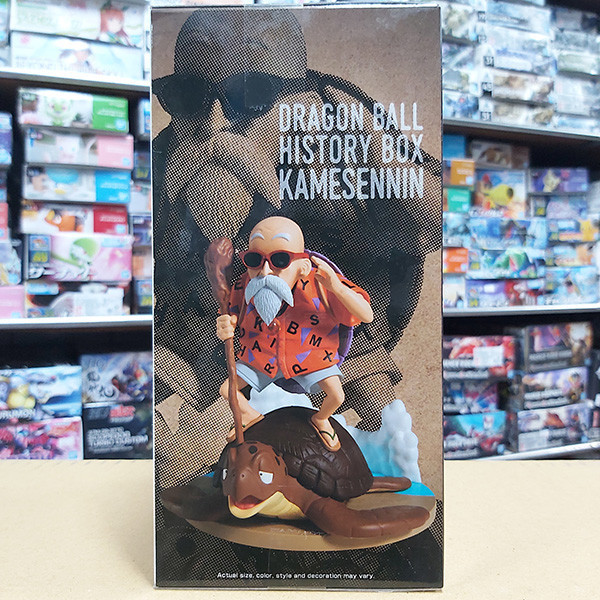 DRAGON BALL
HISTORY BOX
KAMESENNIN
E Y
K B S
H A I M
R P X
Actual size, color, style and decoration may vary.